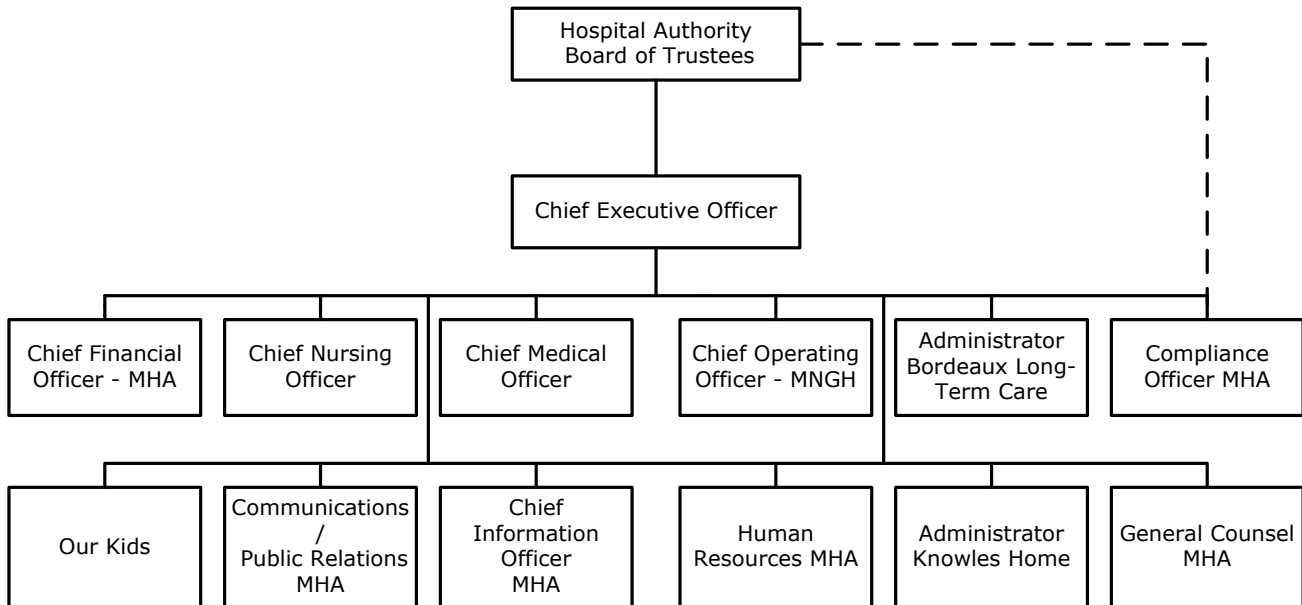 Hospital Authority
Board of Trustees
Chief Executive Officer
Chief Financial
Officer - MHA
Chief Nursing
Officer
Chief Medical
Officer
Chief Operating
Officer - MNGH
Administrator
Bordeaux Long-
Term Care
Compliance
Officer MHA
Our Kids
Communications
/
Public Relations
MHA
Chief
Information
Officer
MHA
Human
Resources MHA
Administrator
Knowles Home
General Counsel
MHA